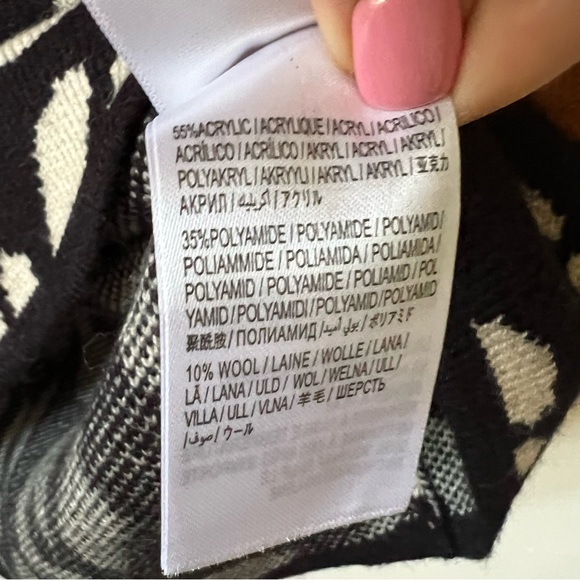 55%ACRYLIC/ACRYLIQUE/ACRYL/ACRILICO/
ACRÍLICO/ACRÍLICO/AKRYL/AKRYL/AKRYL/
POLYAKRYL/AKRYYLI/AKRYL/AKRYL/亚克力
АКРИЛ/أكريليه/アクリル
35%POLYAMIDE/POLYAMIDE/POLYAMID/
POLIAMMIDE/POLIAMIDA/POLIAMIDA/
POLYAMID/POLYAMIDE/POLIAMID/POL
YAMID/POLYAMIDI/POLYAMID/POLYAMID
聚酰胺/ПОЛИАМИД/بولي أميد/ポリアミド
10% WOOL/LAINE/WOLLE/LANA/
LÃ/LANA/ULD/WOL/WEŁNA/ULL/
VILLA/ULL/VLNA/羊毛/ШЕРСТЬ
/صوف/ウール